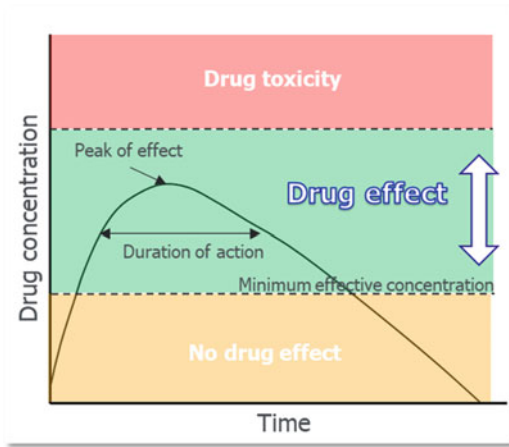 Drug toxicity
Peak of effect
Drug effect
Duration of action
Minimum effective concentration
No drug effect
Drug concentration
Time